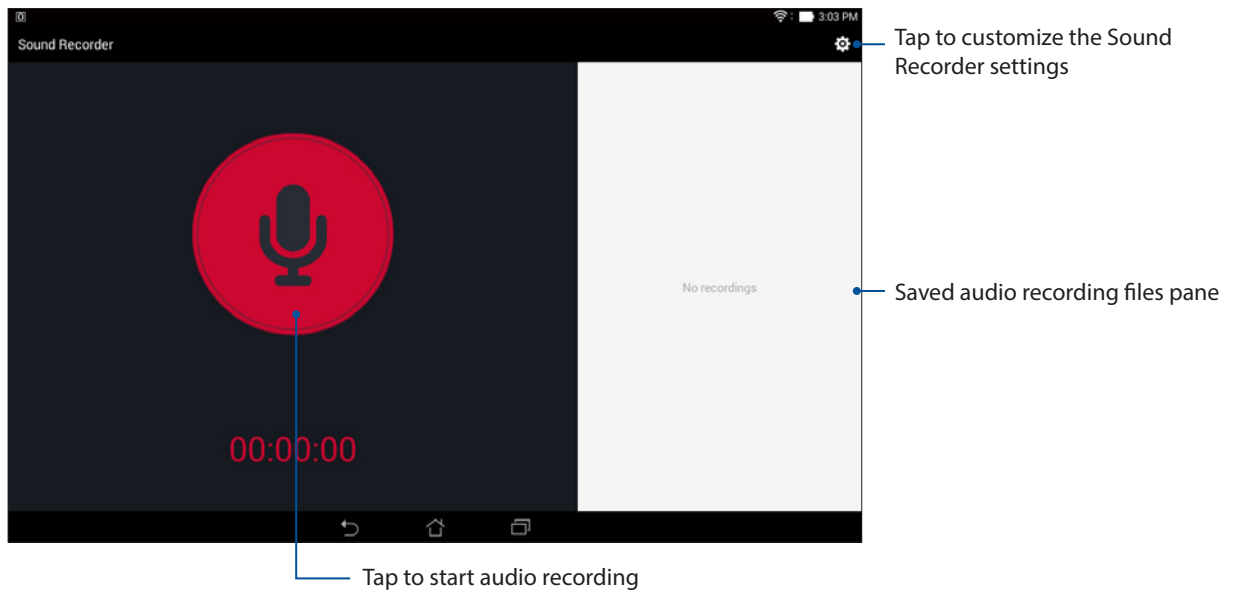 3:03 PM
Sound Recorder
Tap to customize the Sound
Recorder settings
No recordings
Saved audio recording files pane
00:00:00
Tap to start audio recording